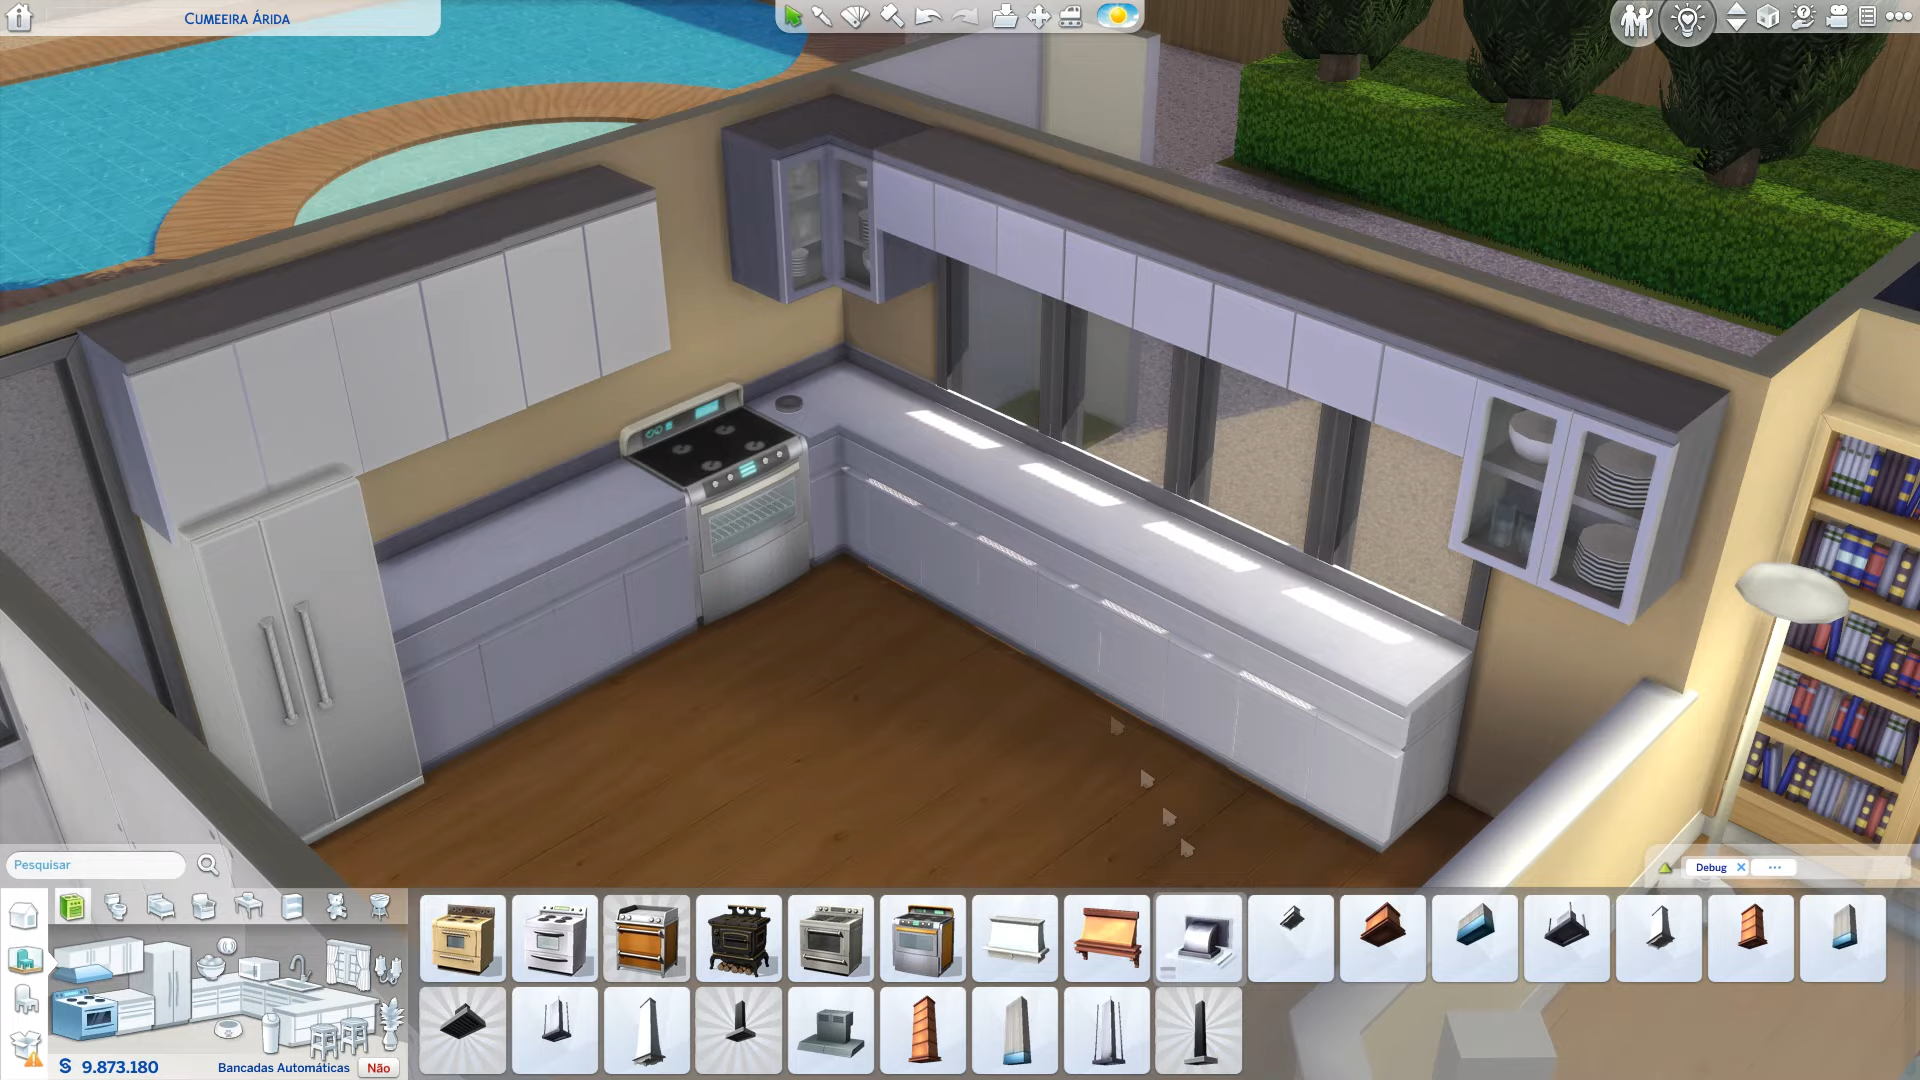 Cumeeira Árida
Pesquisar
Debug
9.873.180
Bancadas Automáticas
Não